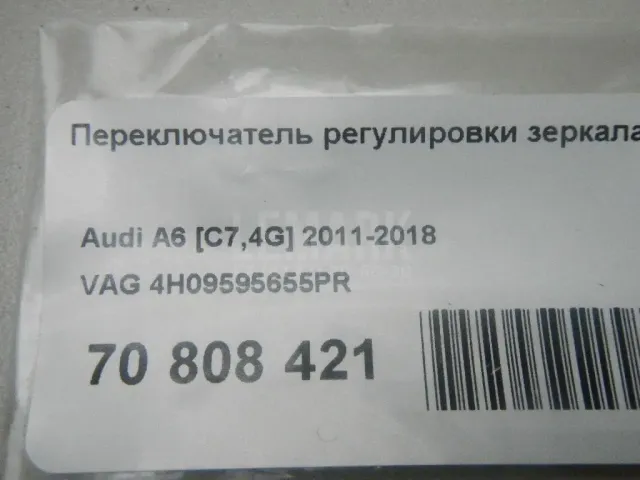 Переключатель регулировки зеркала
Audi A6 [C7,4G] 2011-2018
VAG 4H09595655PR
70 808 421